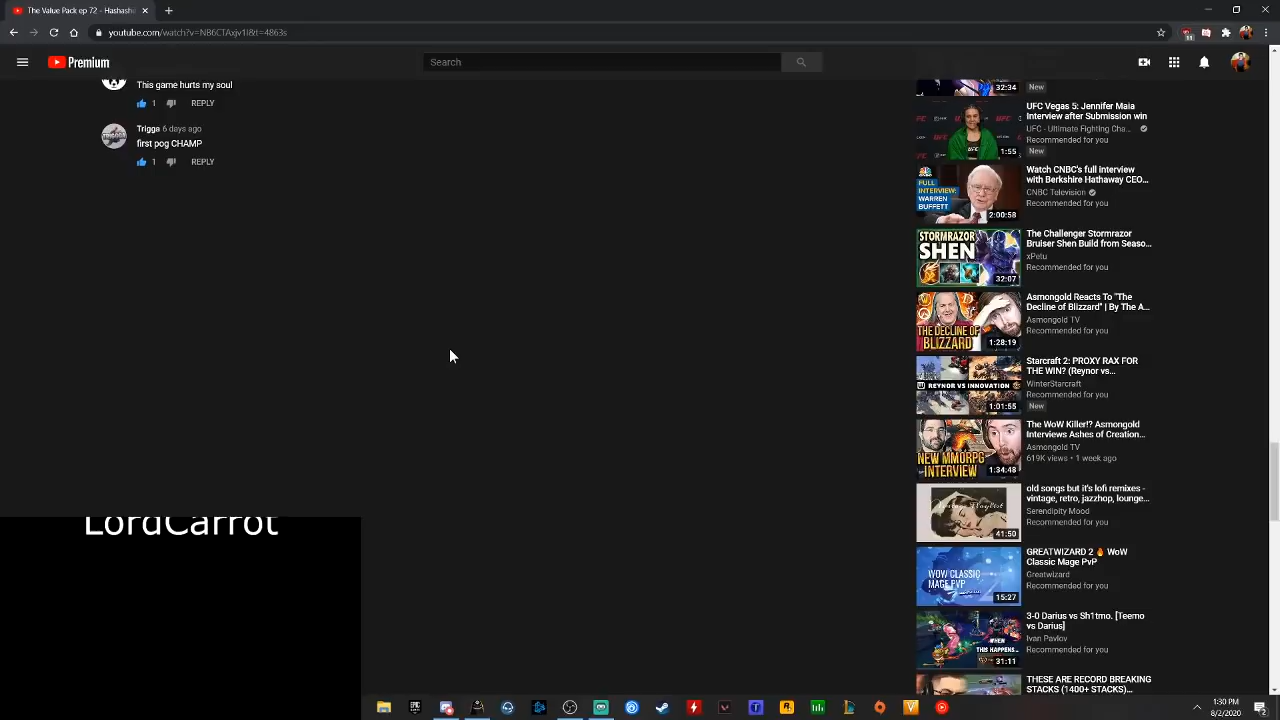 The Value Pack ep 72 - Hashasha
youtube.com/watch?v=NB6CTAxjv1I&t=4863s
51
Premium
Search
This game hurts my soul
1
REPLY
Trigga 6 days ago
first pog CHAMP
1
REPLY
32:34
New
UFC Vegas 5: Jennifer Maia
Interview after Submission win
UFC - Ultimate Fighting Cha...
Recommended for you
New
1:55
Watch CNBC's full interview
with Berkshire Hathaway CEO...
CNBC Television
Recommended for you
FULL
INTERVIEW:
WARREN
BUFFETT
2:00:58
The Challenger Stormrazor
Bruiser Shen Build from Seaso...
xPetu
Recommended for you
STORMRAZOR
SHEN
32:07
Asmongold Reacts To "The
Decline of Blizzard" | By The A...
Asmongold TV
Recommended for you
THE DECLINE OF
BLIZZARD
1:28:19
Starcraft 2: PROXY RAX FOR
THE WIN? (Reynor vs...
WinterStarcraft
Recommended for you
New
REYNOR VS INNOVATION
1:01:55
The WoW Killer!? Asmongold
Interviews Ashes of Creation...
Asmongold TV
619K views • 1 week ago
NEW MMORPG
INTERVIEW
1:34:48
old songs but it's lofi remixes -
vintage, retro, jazzhop, lounge...
Serendipity Mood
Recommended for you
41:50
GREATWIZARD 2 🔥 WoW
Classic Mage PvP
Greatwizard
Recommended for you
WOW CLASSIC
MAGE PVP
15:27
3-0 Darius vs Sh1tmo. [Teemo
vs Darius]
Ivan Pavlov
Recommended for you
WHEN
THIS HAPPENS...
31:11
THESE ARE RECORD BREAKING
STACKS (1400+ STACKS)...
LordCarrot
1:30 PM
8/2/2020
2